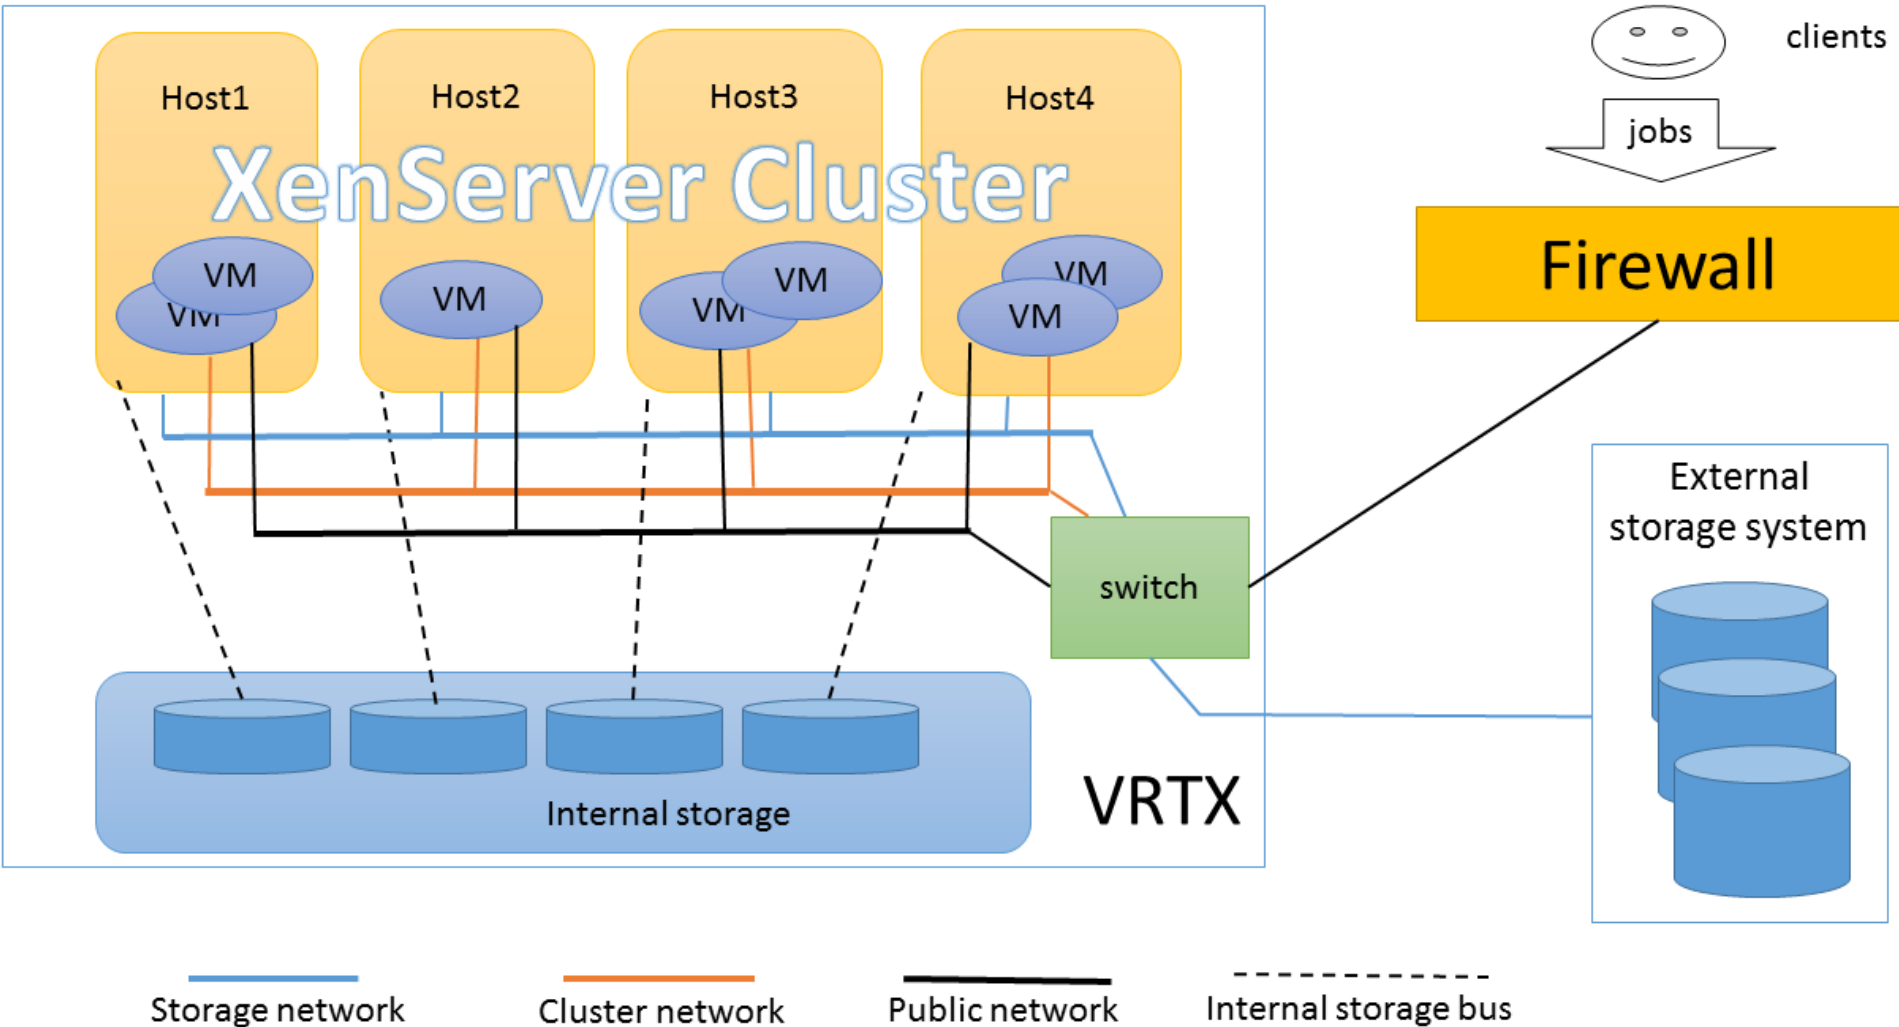 Host1
Host2
Host3
Host4
XenServer Cluster
VM
VM
VM
VM
VM
VM
VM
switch
Internal storage
VRTX
clients
jobs
Firewall
External
storage system
Storage network
Cluster network
Public network
Internal storage bus